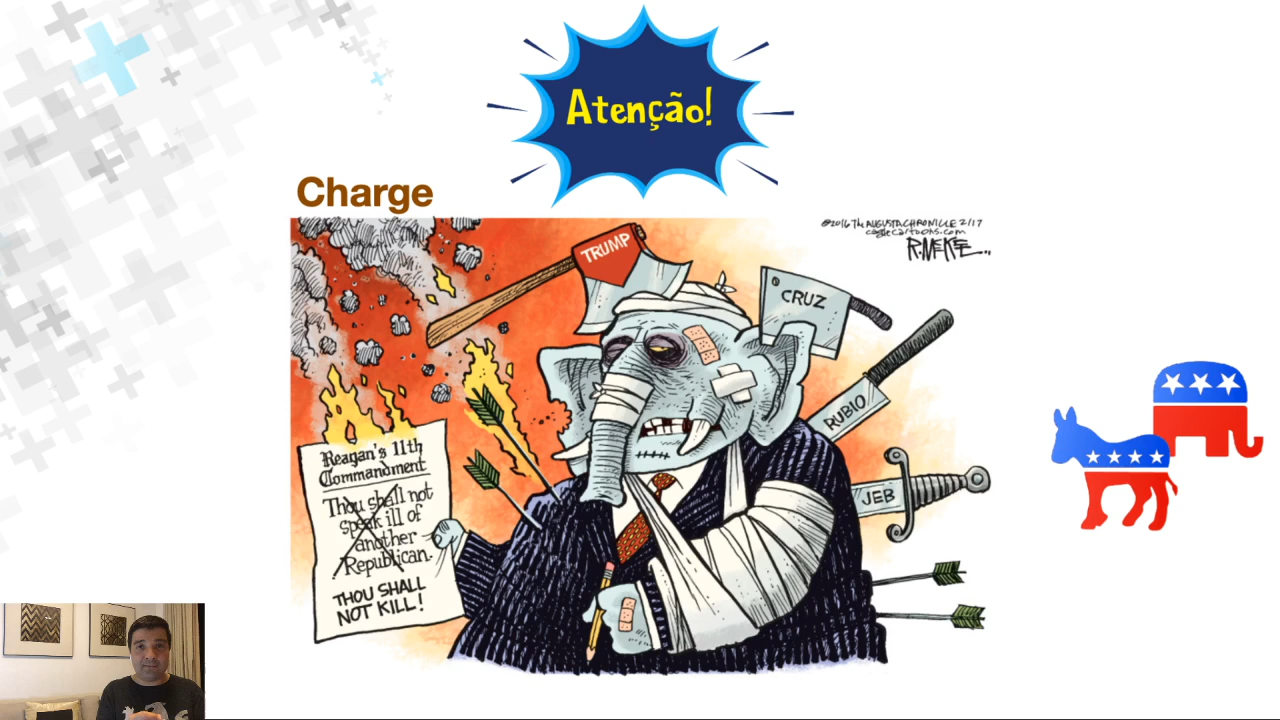 Atenção!
Charge
©2016 The Augusta Chronicle 2/17
caglecartoons.com
R.McKee...
TRUMP
CRUZ
RUBIO
JEB
Reagan's 11th
Commandment
Thou shall not
speak ill of
another
Republican.
THOU SHALL
NOT KILL!